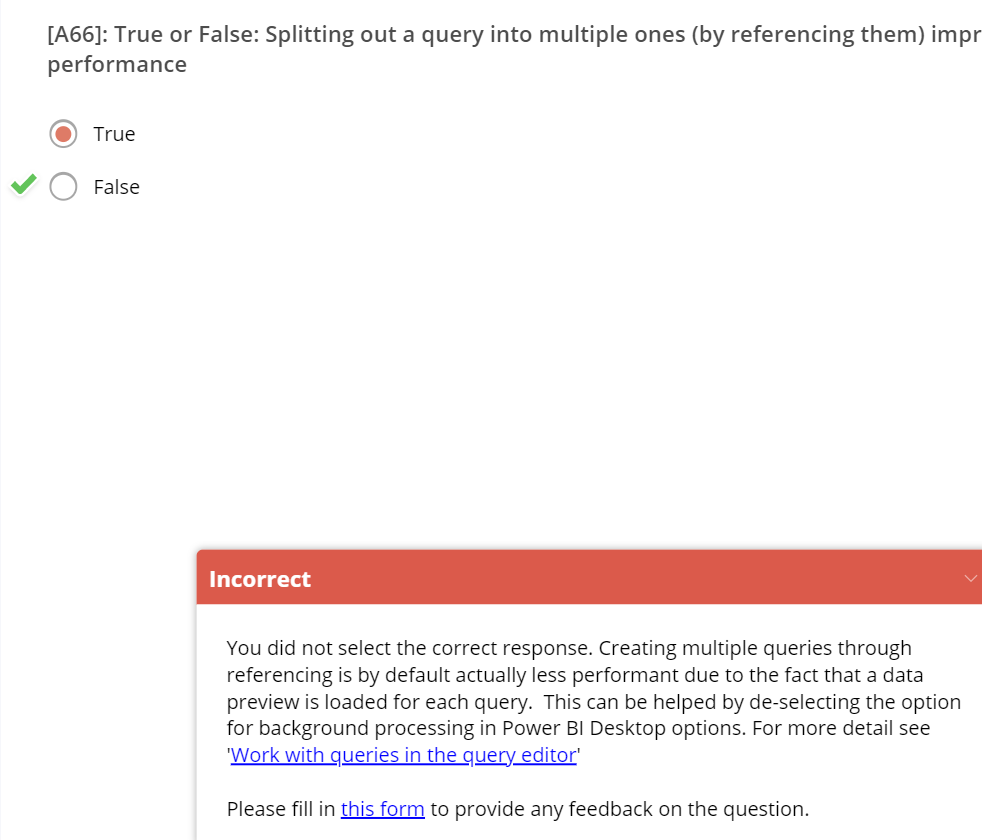 [A66]: True or False: Splitting out a query into multiple ones (by referencing them)
performance
True
False
Incorrect
You did not select the correct response. Creating multiple queries through
referencing is by default actually less performant due to the fact that a data
preview is loaded for each query.  This can be helped by de-selecting the option
for background processing in Power BI Desktop options. For more detail see
'Work with queries in the query editor'
Please fill in this form to provide any feedback on the question.